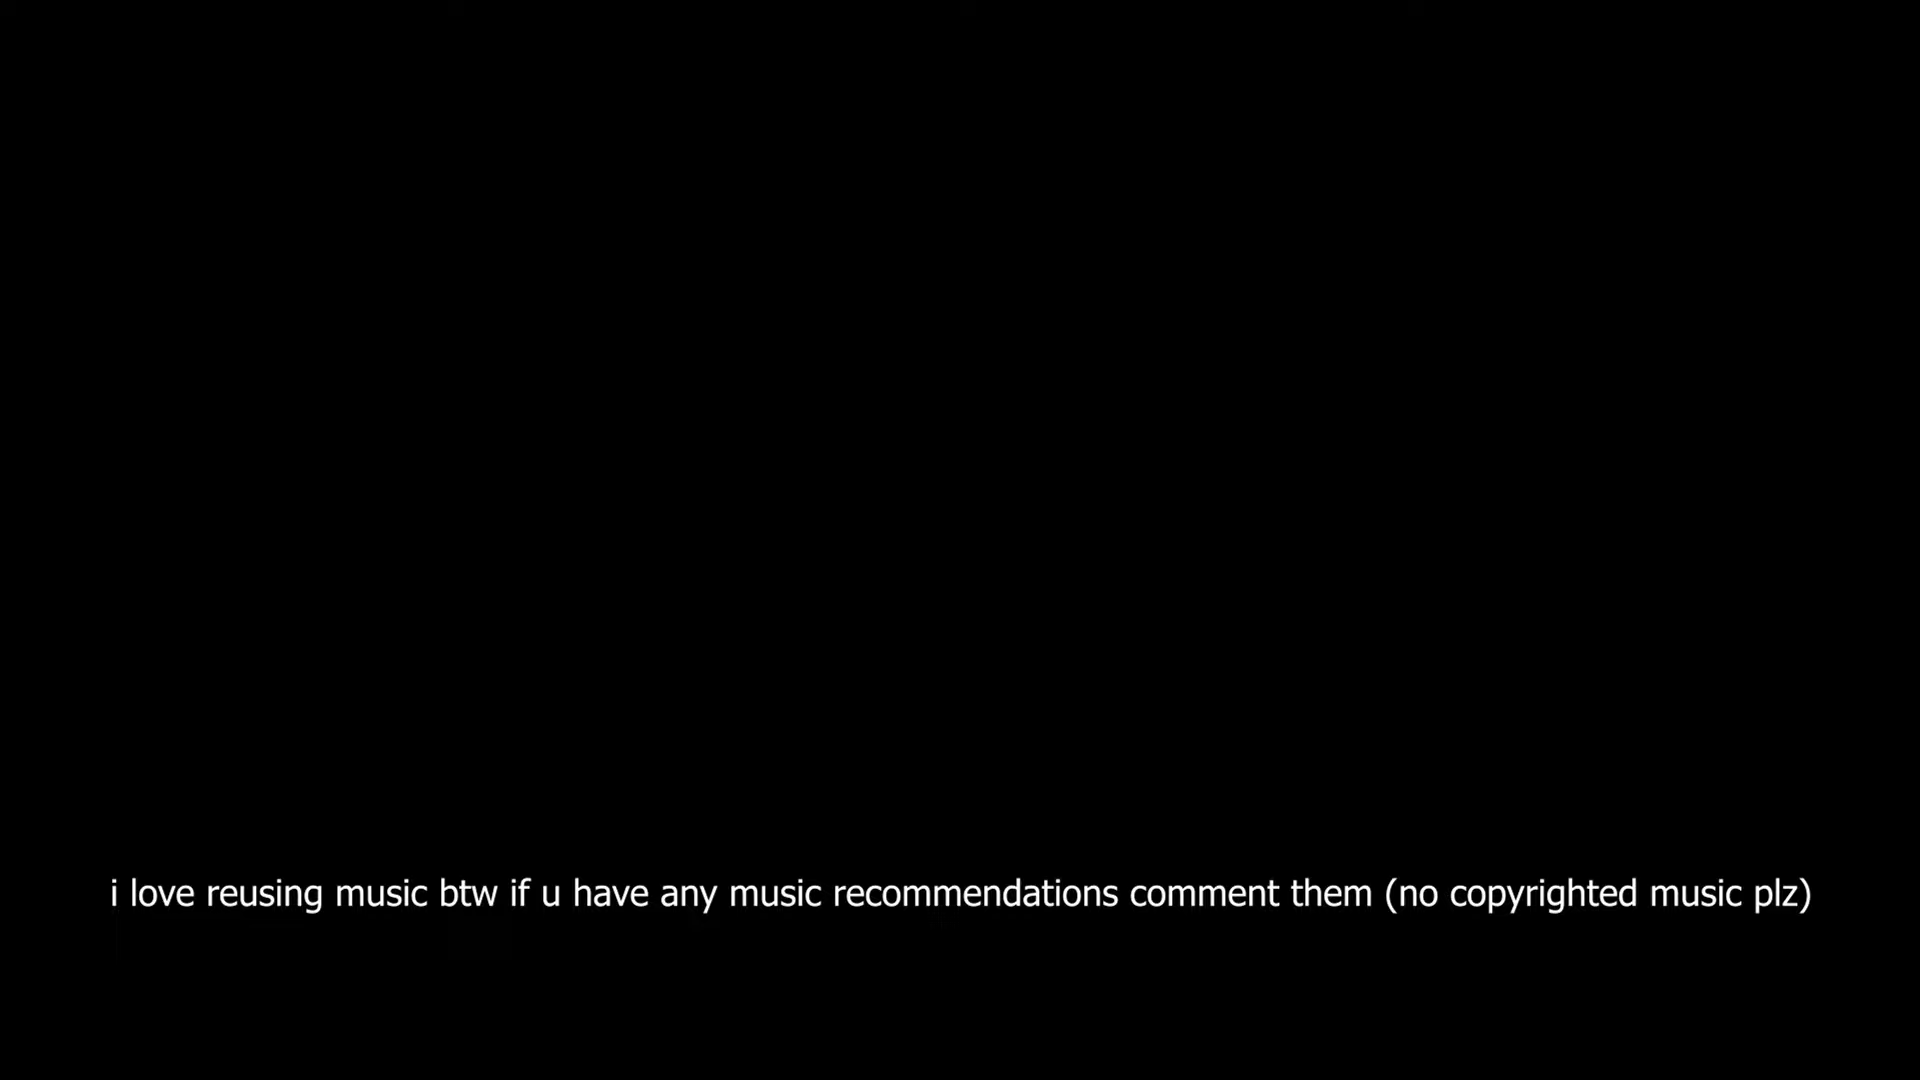 i love reusing music btw if u have any music recommendations comment them (no copyrighted music plz)